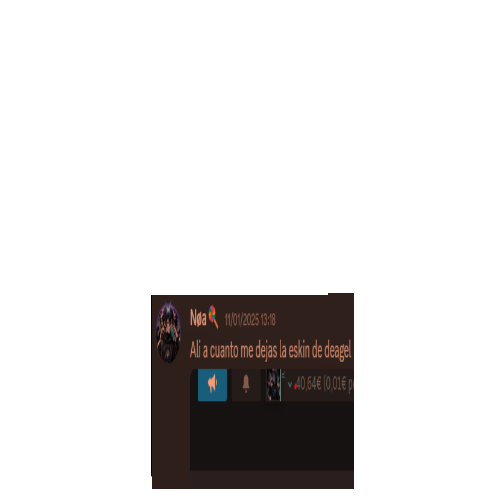 Nøa 11/01/2025 13:18
Ali a cuanto me dejas la eskin de deagel
40,64€ (0,01€ p